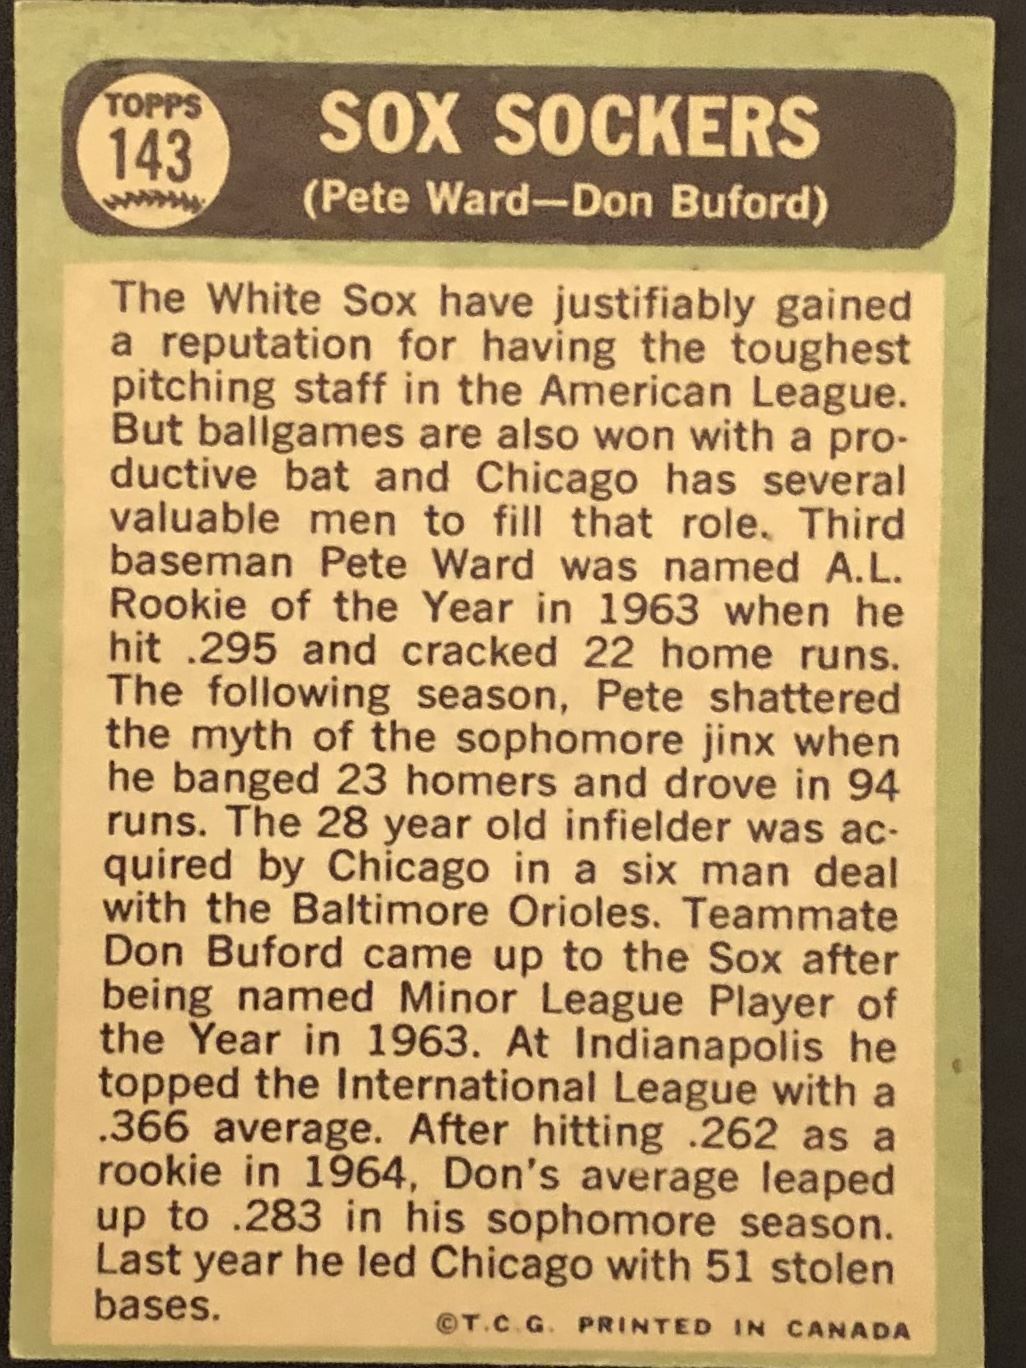 TOPPS
143
SOX SOCKERS
(Pete Ward—Don Buford)
The White Sox have justifiably gained
a reputation for having the toughest
pitching staff in the American League.
But ballgames are also won with a pro-
ductive bat and Chicago has several
valuable men to fill that role. Third
baseman Pete Ward was named A.L.
Rookie of the Year in 1963 when he
hit .295 and cracked 22 home runs.
The following season, Pete shattered
the myth of the sophomore jinx when
he banged 23 homers and drove in 94
runs. The 28 year old infielder was ac-
quired by Chicago in a six man deal
with the Baltimore Orioles. Teammate
Don Buford came up to the Sox after
being named Minor League Player of
the Year in 1963. At Indianapolis he
topped the International League with a
.366 average. After hitting .262 as a
rookie in 1964, Don's average leaped
up to .283 in his sophomore season.
Last year he led Chicago with 51 stolen
bases.
©T.C.G. PRINTED IN CANADA